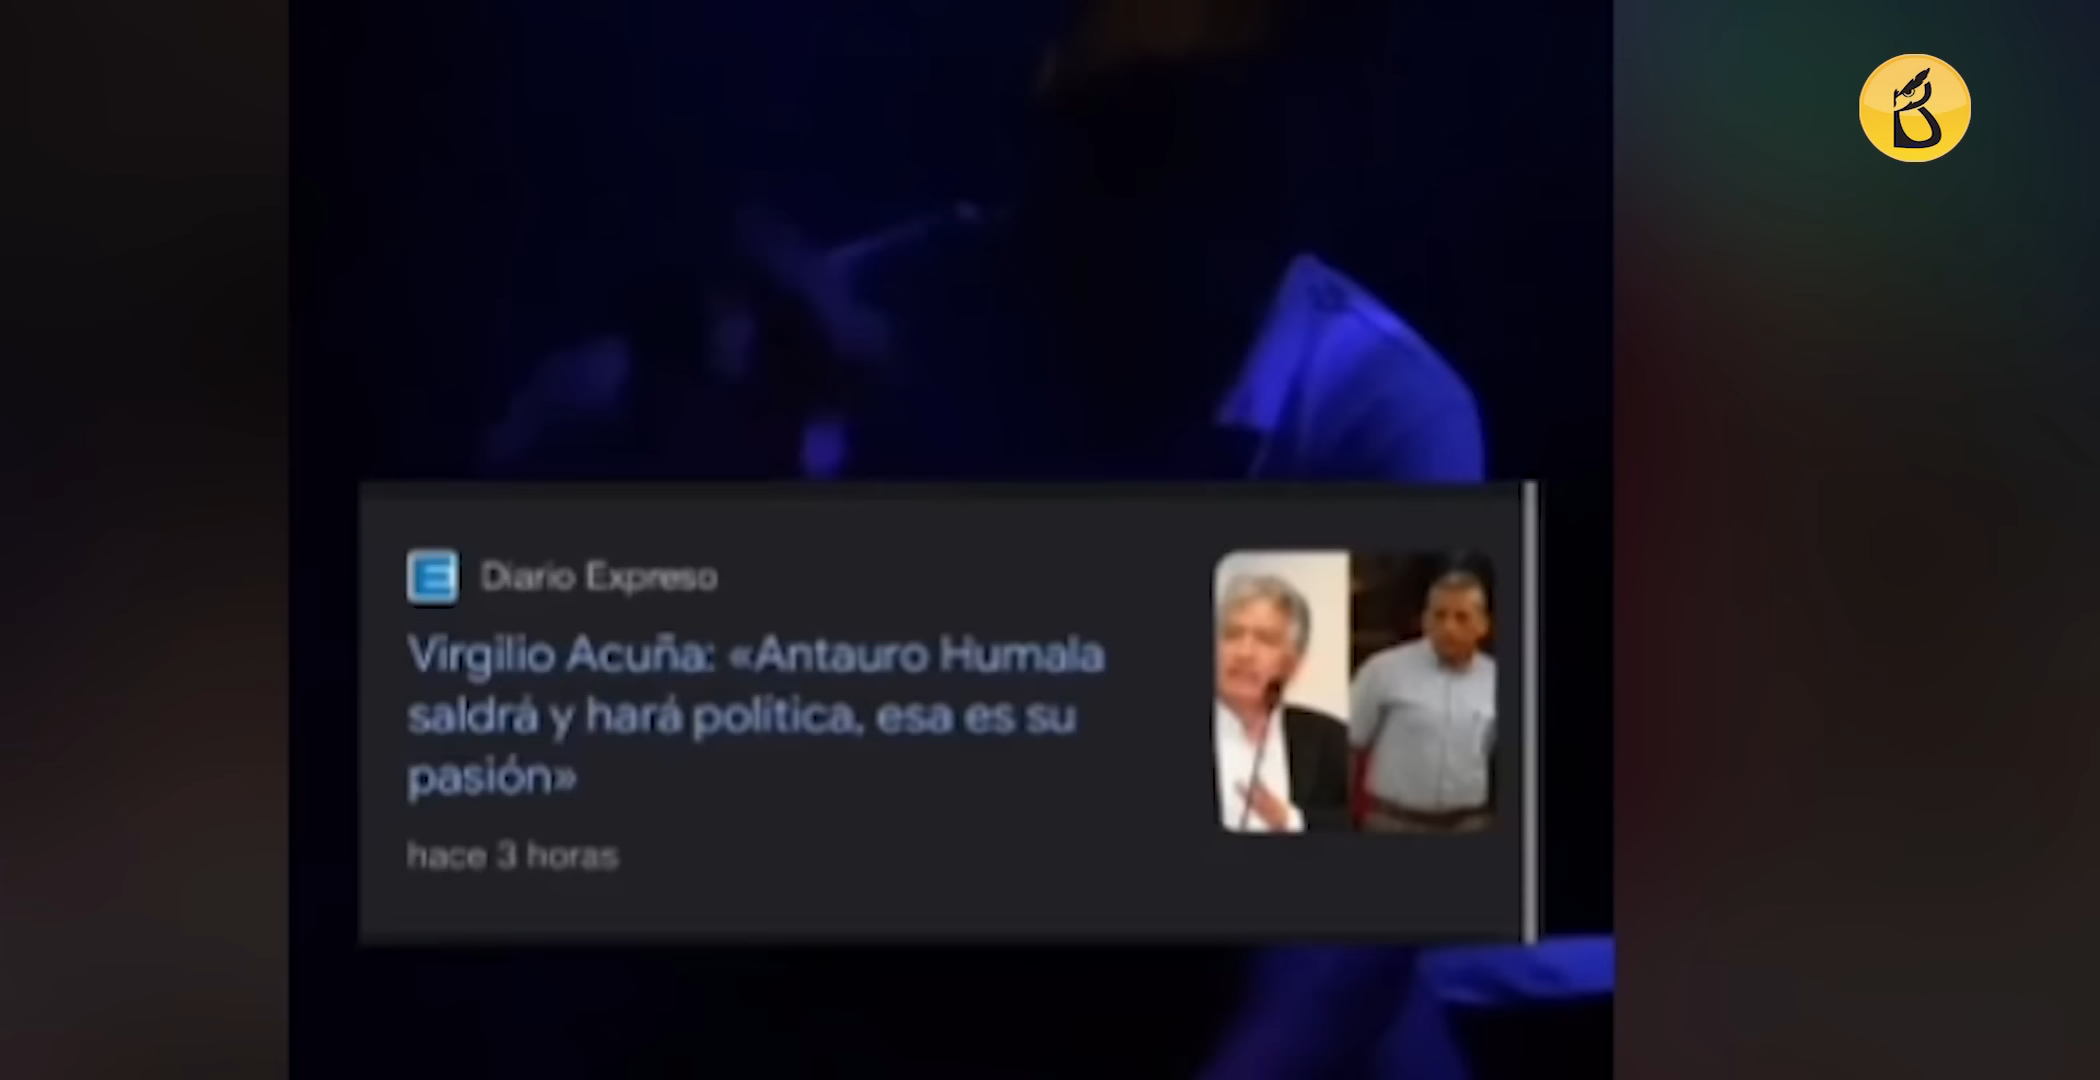 Diario Expreso
Virgilio Acuña: «Antauro Humala
saldrá y hará política, esa es su
pasión»
hace 3 horas